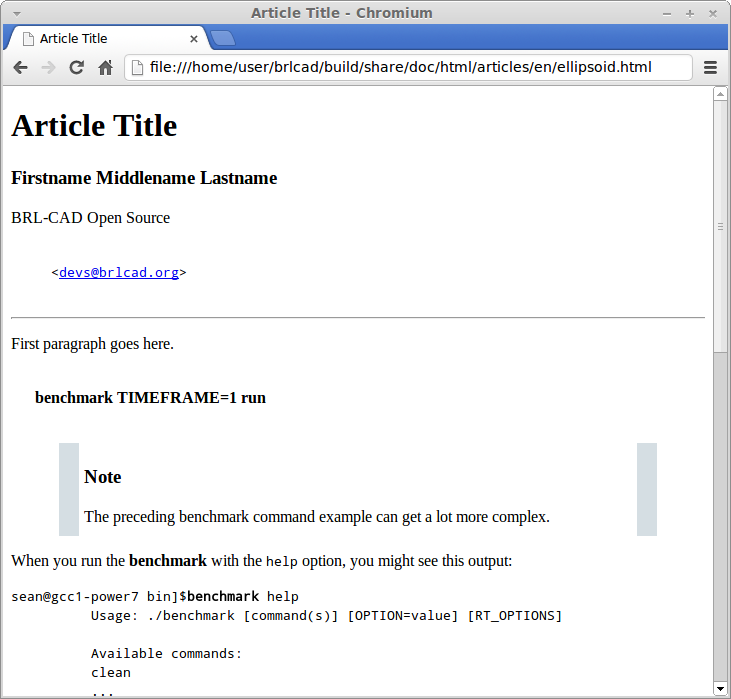 Article Title - Chromium
Article Title
file:///home/user/brlcad/build/share/doc/html/articles/en/ellipsoid.html
Article Title
Firstname Middlename Lastname
BRL-CAD Open Source
<devs@brlcad.org>
First paragraph goes here.
benchmark TIMEFRAME=1 run
Note
The preceding benchmark command example can get a lot more complex.
When you run the benchmark with the help option, you might see this output:
sean@gcc1-power7 bin]$benchmark help
Usage: ./benchmark [command(s)] [OPTION=value] [RT_OPTIONS]
Available commands:
clean
...